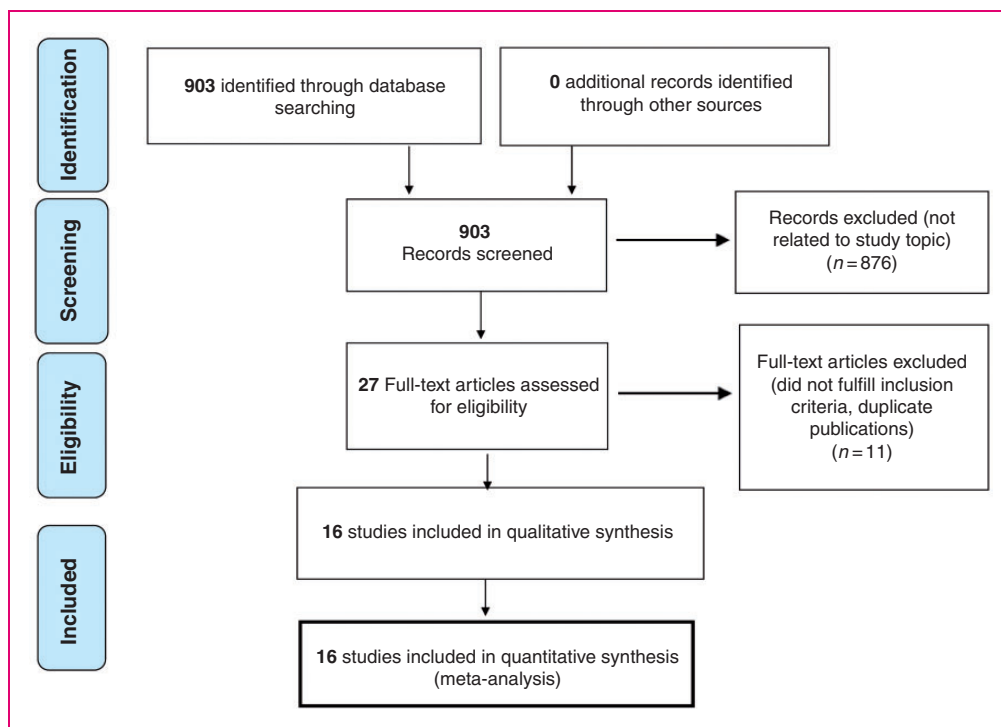 Identification
903 identified through database
searching
0 additional records identified
through other sources
Screening
903
Records screened
Records excluded (not
related to study topic)
(n = 876)
Eligibility
27 Full-text articles assessed
for eligibility
Full-text articles excluded
(did not fulfill inclusion
criteria, duplicate
publications)
(n = 11)
Included
16 studies included in qualitative synthesis
16 studies included in quantitative synthesis
(meta-analysis)